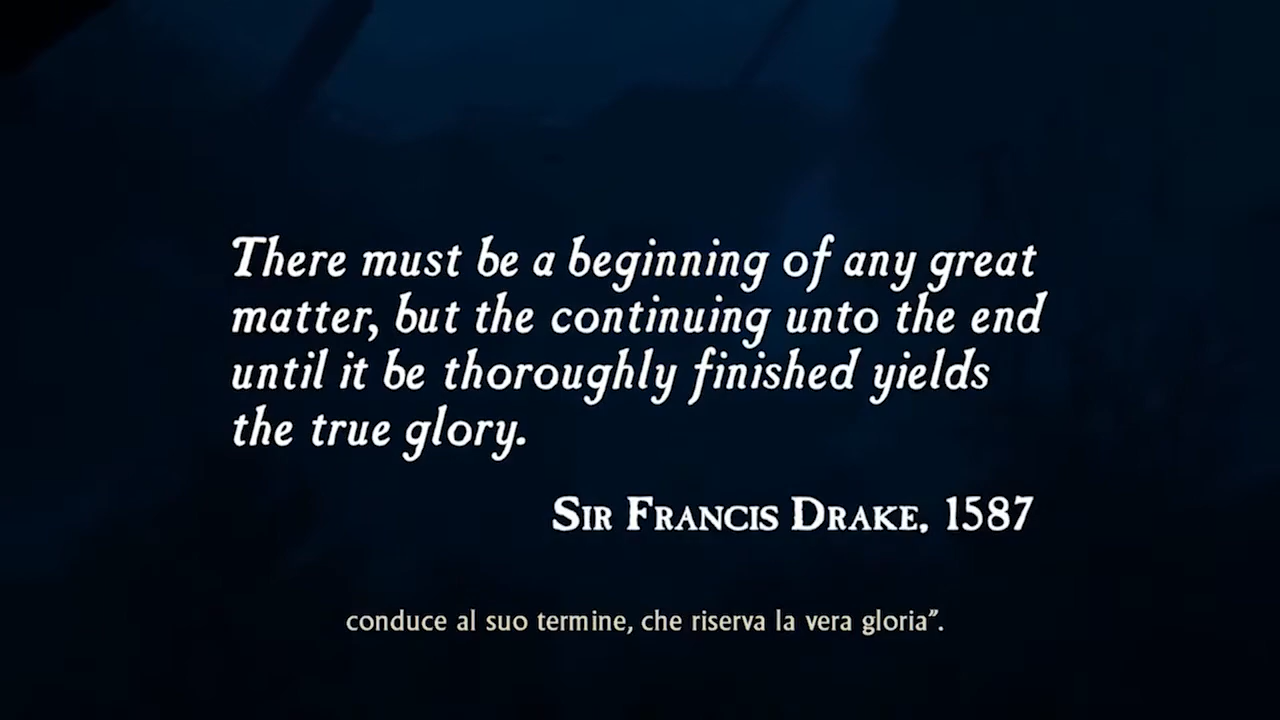 There must be a beginning of any great
matter, but the continuing unto the end
until it be thoroughly finished yields
the true glory.
Sir Francis Drake, 1587
conduce al suo termine, che riserva la vera gloria”.